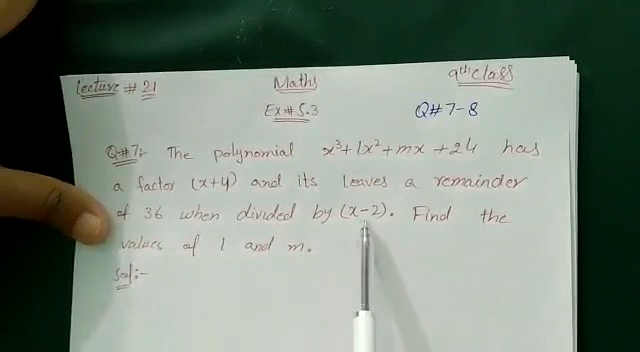 Lecture # 21 Maths 9th Class
Ex # 5.3 Q# 7-8
Q#7:- The polynomial x³+lx²+mx+24 has
a factor (x+4) and its leaves a remainder
of 36 when divided by (x-2). Find the
values of l and m.
Sol:-